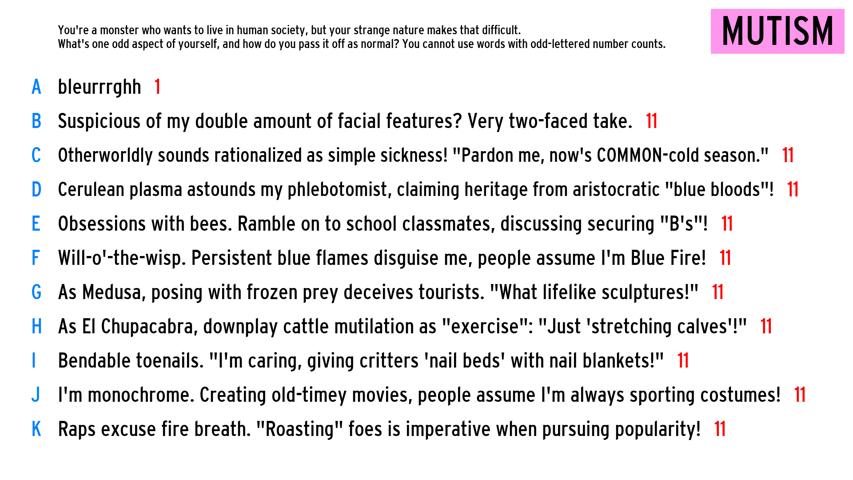 You're a monster who wants to live in human society, but your strange nature makes that difficult.
What's one odd aspect of yourself, and how do you pass it off as normal? You cannot use words with odd-lettered number counts.
MUTISM
A bleurrrghh 1
B Suspicious of my double amount of facial features? Very two-faced take. 11
C Otherworldly sounds rationalized as simple sickness! "Pardon me, now's COMMON-cold season." 11
D Cerulean plasma astounds my phlebotomist, claiming heritage from aristocratic "blue bloods"! 11
E Obsessions with bees. Ramble on to school classmates, discussing securing "B's"! 11
F Will-o'-the-wisp. Persistent blue flames disguise me, people assume I'm Blue Fire! 11
G As Medusa, posing with frozen prey deceives tourists. "What lifelike sculptures!" 11
H As El Chupacabra, downplay cattle mutilation as "exercise": "Just 'stretching calves'!" 11
I Bendable toenails. "I'm caring, giving critters 'nail beds' with nail blankets!" 11
J I'm monochrome. Creating old-timey movies, people assume I'm always sporting costumes! 11
K Raps excuse fire breath. "Roasting" foes is imperative when pursuing popularity! 11